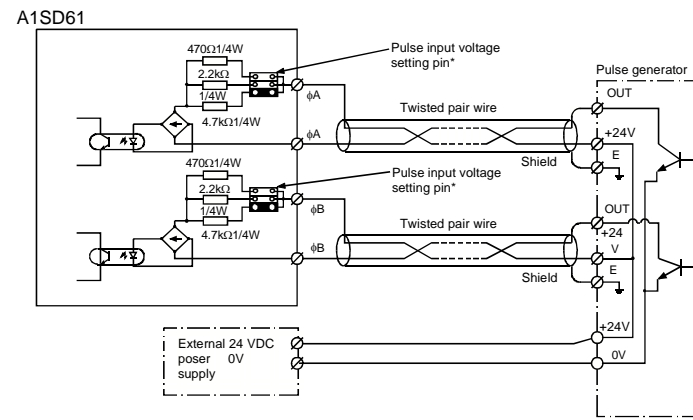 A1SD61
470Ω1/4W
2.2kΩ
1/4W
4.7kΩ1/4W
Pulse input voltage
setting pin*
φA
φA
Twisted pair wire
Shield
Pulse generator
OUT
+24V
E
470Ω1/4W
2.2kΩ
1/4W
4.7kΩ1/4W
Pulse input voltage
setting pin*
φB
φB
Twisted pair wire
Shield
OUT
+24
V
E
+24V
0V
External 24 VDC
poser 0V
supply